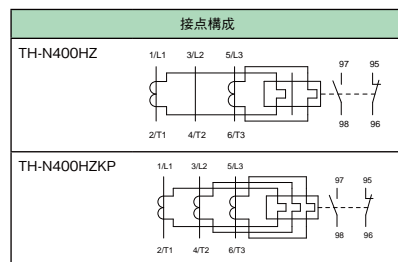 接点構成
TH-N400HZ
1/L1 3/L2 5/L3
97 95
98 96
2/T1 4/T2 6/T3
TH-N400HZKP
1/L1 3/L2 5/L3
97 95
98 96
2/T1 4/T2 6/T3